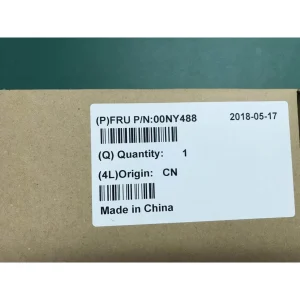 (P)FRU P/N:00NY488 2018-05-17
(Q) Quantity: 1
(4L)Origin: CN
Made in China